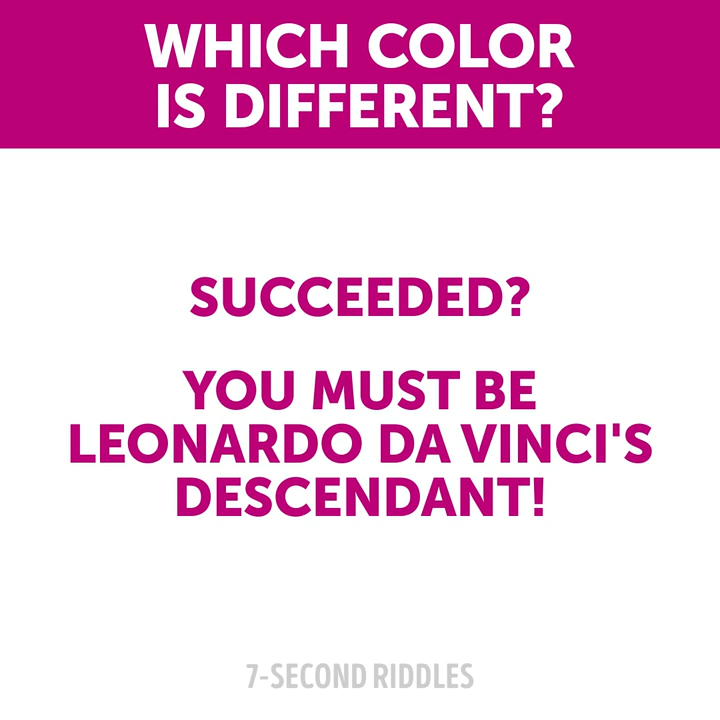 WHICH COLOR
IS DIFFERENT?
SUCCEEDED?
YOU MUST BE
LEONARDO DA VINCI'S
DESCENDANT!
7-SECOND RIDDLES